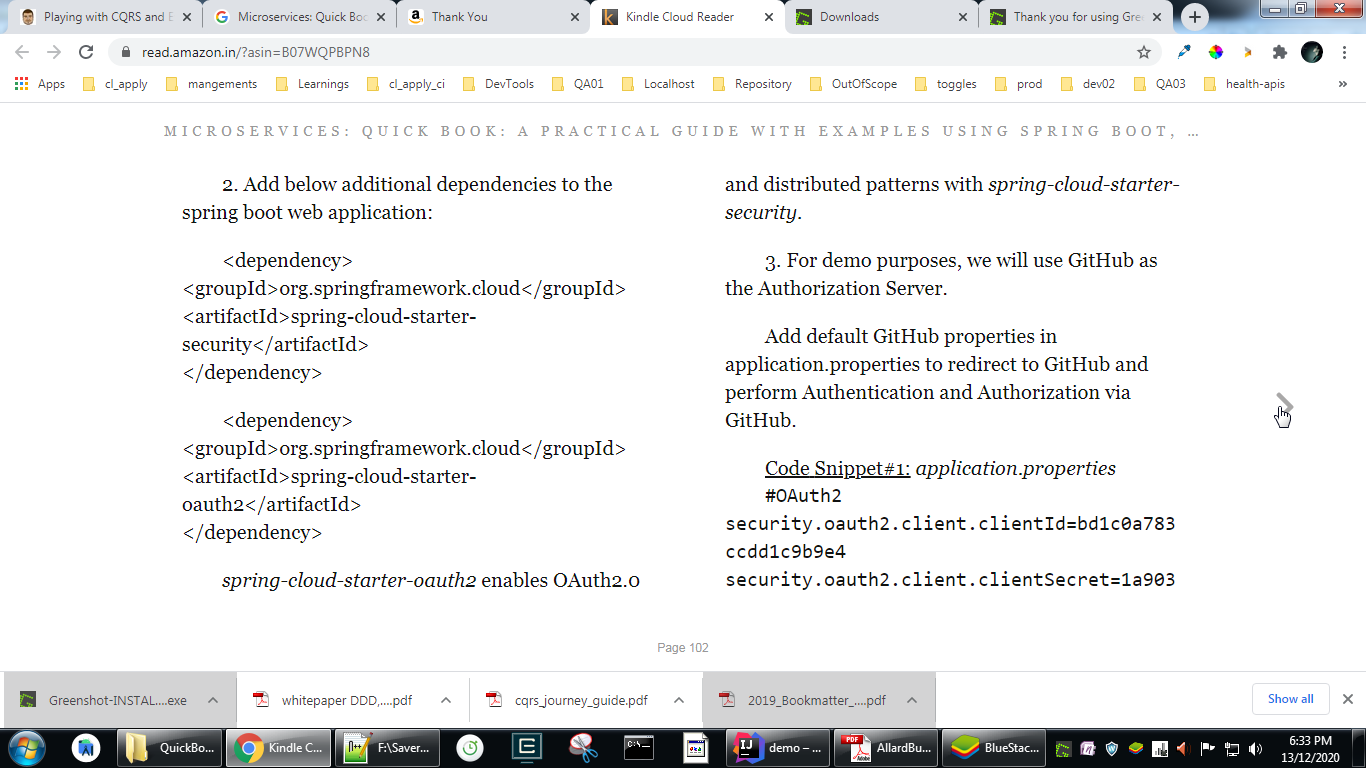 Playing with CQRS and E
Microservices: Quick Boo
Thank You
Kindle Cloud Reader
Downloads
Thank you for using Gre
read.amazon.in/?asin=B07WQPBPN8
Apps
cl_apply
mangements
Learnings
cl_apply_ci
DevTools
QA01
Localhost
Repository
OutOfScope
toggles
prod
dev02
QA03
health-apis
»
MICROSERVICES: QUICK BOOK: A PRACTICAL GUIDE WITH EXAMPLES USING SPRING BOOT, …
2. Add below additional dependencies to the
spring boot web application:
<dependency>
<groupId>org.springframework.cloud</groupId>
<artifactId>spring-cloud-starter-
security</artifactId>
</dependency>
<dependency>
<groupId>org.springframework.cloud</groupId>
<artifactId>spring-cloud-starter-
oauth2</artifactId>
</dependency>
spring-cloud-starter-oauth2 enables OAuth2.0
and distributed patterns with spring-cloud-starter-
security.
3. For demo purposes, we will use GitHub as
the Authorization Server.
Add default GitHub properties in
application.properties to redirect to GitHub and
perform Authentication and Authorization via
GitHub.
Code Snippet#1: application.properties
#OAuth2
security.oauth2.client.clientId=bd1c0a783
ccdd1c9b9e4
security.oauth2.client.clientSecret=1a903
Page 102
Greenshot-INSTAL....exe
whitepaper DDD,....pdf
cqrs_journey_guide.pdf
2019_Bookmatter_....pdf
Show all
QuickBo...
Kindle C...
F:\Saver...
demo – ...
AllardBu...
BlueStac...
6:33 PM
13/12/2020